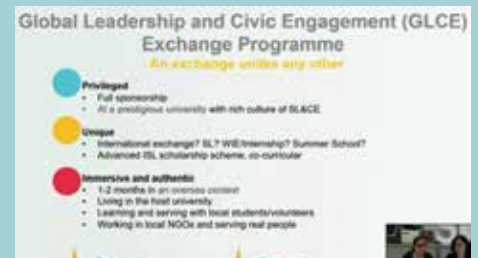 Global Leadership and Civic Engagement (GLCE)
Exchange Programme
- An exchange unlike any other
Privileged
• Full sponsorship
• At a prestigious university with rich culture of SL&CE
Unique
• International exchange? SL? WIE/Internship? Summer School?
• Advanced ISL scholarship scheme, co-curricular
Immersive and authentic
• 1-2 months in an oversea context
• Living in the host university
• Learning and serving with local students/volunteers
• Working in local NGOs and serving real people